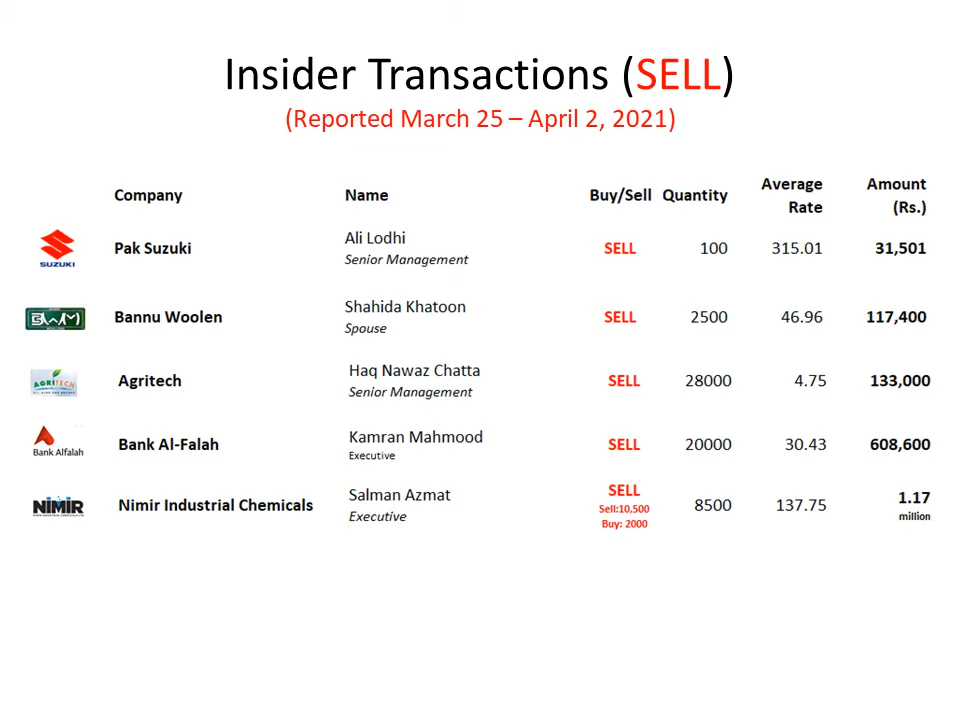 Insider Transactions (SELL)
(Reported March 25 – April 2, 2021)
Company Name Buy/Sell Quantity Average Rate Amount (Rs.)
SUZUKI
Pak Suzuki Ali Lodhi SELL 100 315.01 31,501
Senior Management
BWM
Bannu Woolen Shahida Khatoon SELL 2500 46.96 117,400
Spouse
AGRITECH
Agritech Haq Nawaz Chatta SELL 28000 4.75 133,000
Senior Management
Bank Alfalah
Bank Al-Falah Kamran Mahmood SELL 20000 30.43 608,600
Executive
NIMIR
Nimir Industrial Chemicals Salman Azmat SELL 8500 137.75 1.17
Executive Sell:10,500 million
Buy: 2000